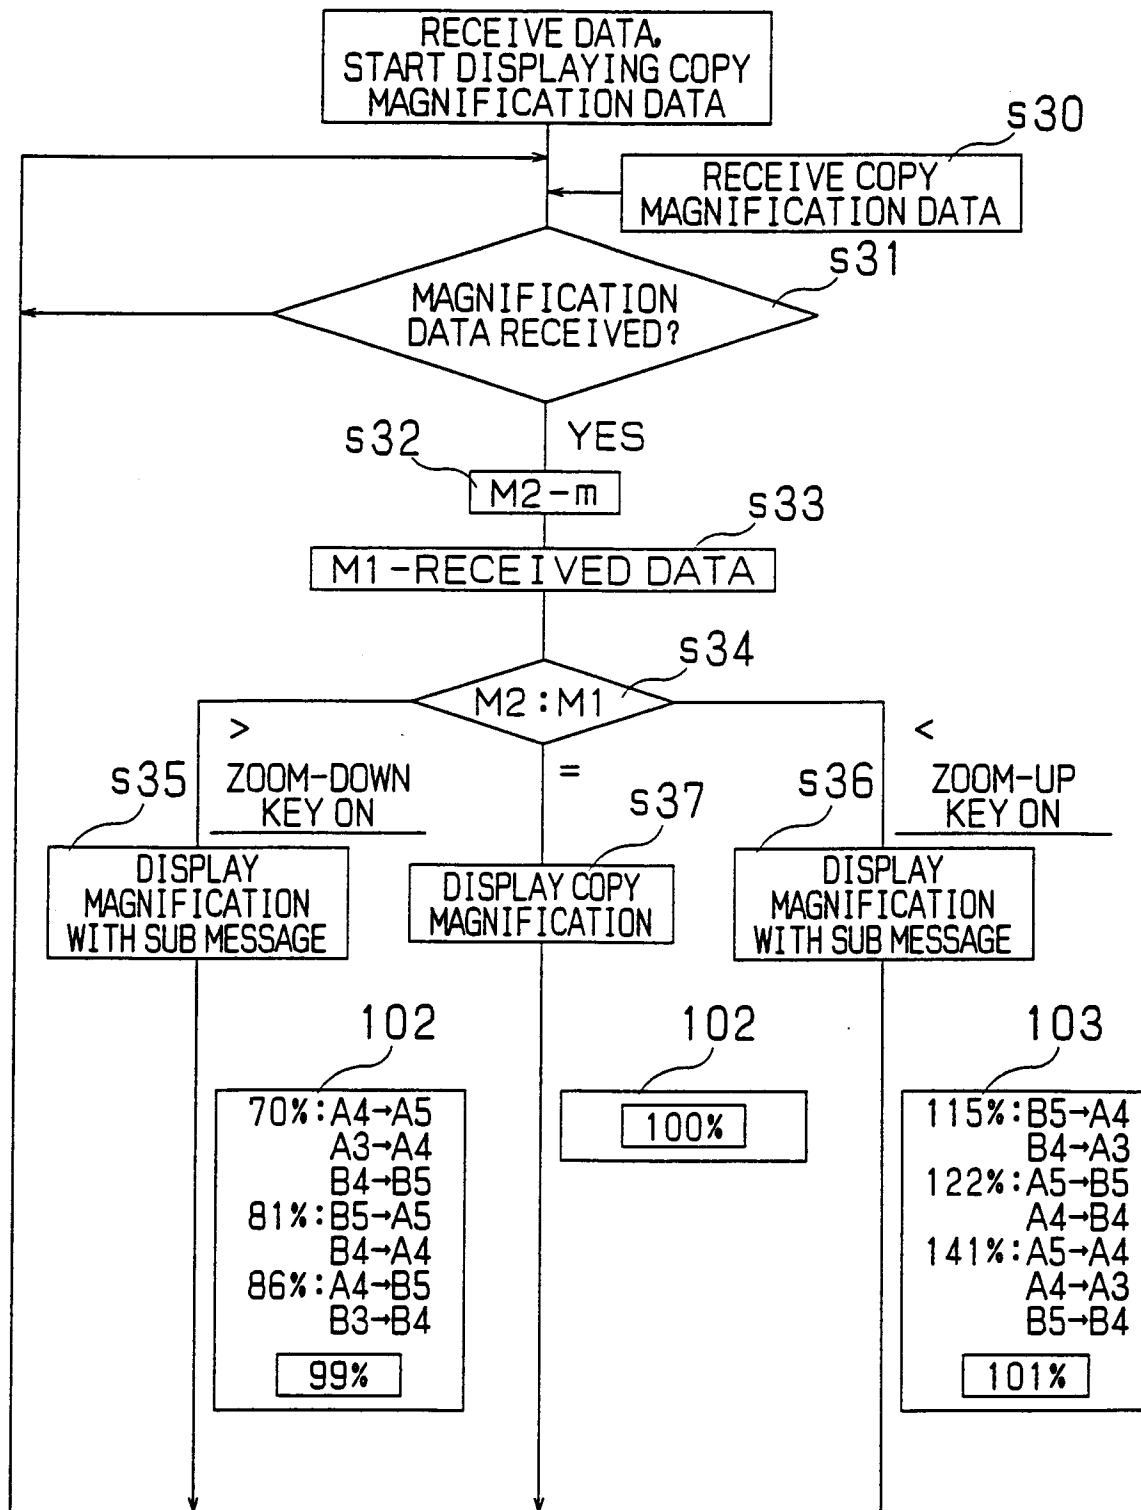 RECEIVE DATA,
START DISPLAYING COPY
MAGNIFICATION DATA
s30
RECEIVE COPY
MAGNIFICATION DATA
s31
MAGNIFICATION
DATA RECEIVED?
s32
YES
M2-m
s33
M1-RECEIVED DATA
s34
M2:M1
>
=
<
s35
ZOOM-DOWN
KEY ON
s37
s36
ZOOM-UP
KEY ON
DISPLAY
MAGNIFICATION
WITH SUB MESSAGE
DISPLAY COPY
MAGNIFICATION
DISPLAY
MAGNIFICATION
WITH SUB MESSAGE
102
70%:A4→A5
A3→A4
B4→B5
81%:B5→A5
B4→A4
86%:A4→B5
B3→B4
99%
102
100%
103
115%:B5→A4
B4→A3
122%:A5→B5
A4→B4
141%:A5→A4
A4→A3
B5→B4
101%